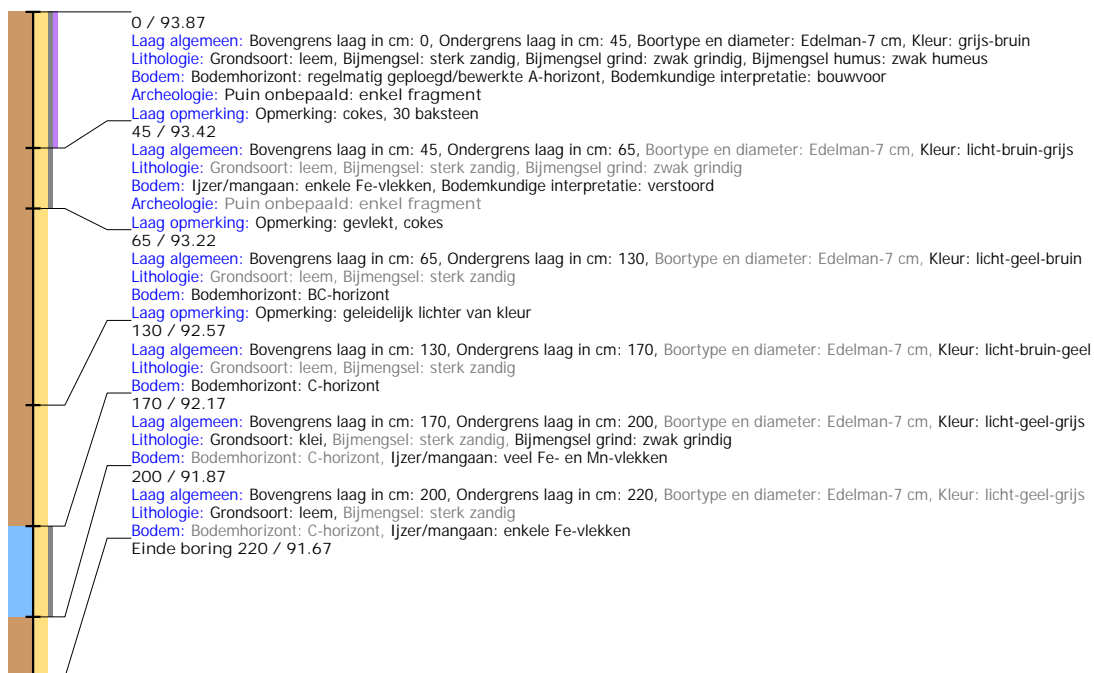 0 / 93.87
Laag algemeen: Bovengrens laag in cm: 0, Ondergrens laag in cm: 45, Boortype en diameter: Edelman-7 cm, Kleur: grijs-bruin
Lithologie: Grondsoort: leem, Bijmengsel: sterk zandig, Bijmengsel grind: zwak grindig, Bijmengsel humus: zwak humeus
Bodem: Bodemhorizont: regelmatig geploegd/bewerkte A-horizont, Bodemkundige interpretatie: bouwvoor
Archeologie: Puin onbepaald: enkel fragment
Laag opmerking: Opmerking: cokes, 30 baksteen
45 / 93.42
Laag algemeen: Bovengrens laag in cm: 45, Ondergrens laag in cm: 65, Boortype en diameter: Edelman-7 cm, Kleur: licht-bruin-grijs
Lithologie: Grondsoort: leem, Bijmengsel: sterk zandig, Bijmengsel grind: zwak grindig
Bodem: Ijzer/mangaan: enkele Fe-vlekken, Bodemkundige interpretatie: verstoord
Archeologie: Puin onbepaald: enkel fragment
Laag opmerking: Opmerking: gevlekt, cokes
65 / 93.22
Laag algemeen: Bovengrens laag in cm: 65, Ondergrens laag in cm: 130, Boortype en diameter: Edelman-7 cm, Kleur: licht-geel-bruin
Lithologie: Grondsoort: leem, Bijmengsel: sterk zandig
Bodem: Bodemhorizont: BC-horizont
Laag opmerking: Opmerking: geleidelijk lichter van kleur
130 / 92.57
Laag algemeen: Bovengrens laag in cm: 130, Ondergrens laag in cm: 170, Boortype en diameter: Edelman-7 cm, Kleur: licht-bruin-geel
Lithologie: Grondsoort: leem, Bijmengsel: sterk zandig
Bodem: Bodemhorizont: C-horizont
170 / 92.17
Laag algemeen: Bovengrens laag in cm: 170, Ondergrens laag in cm: 200, Boortype en diameter: Edelman-7 cm, Kleur: licht-geel-grijs
Lithologie: Grondsoort: klei, Bijmengsel: sterk zandig, Bijmengsel grind: zwak grindig
Bodem: Bodemhorizont: C-horizont, Ijzer/mangaan: veel Fe- en Mn-vlekken
200 / 91.87
Laag algemeen: Bovengrens laag in cm: 200, Ondergrens laag in cm: 220, Boortype en diameter: Edelman-7 cm, Kleur: licht-geel-grijs
Lithologie: Grondsoort: leem, Bijmengsel: sterk zandig
Bodem: Bodemhorizont: C-horizont, Ijzer/mangaan: enkele Fe-vlekken
Einde boring 220 / 91.67